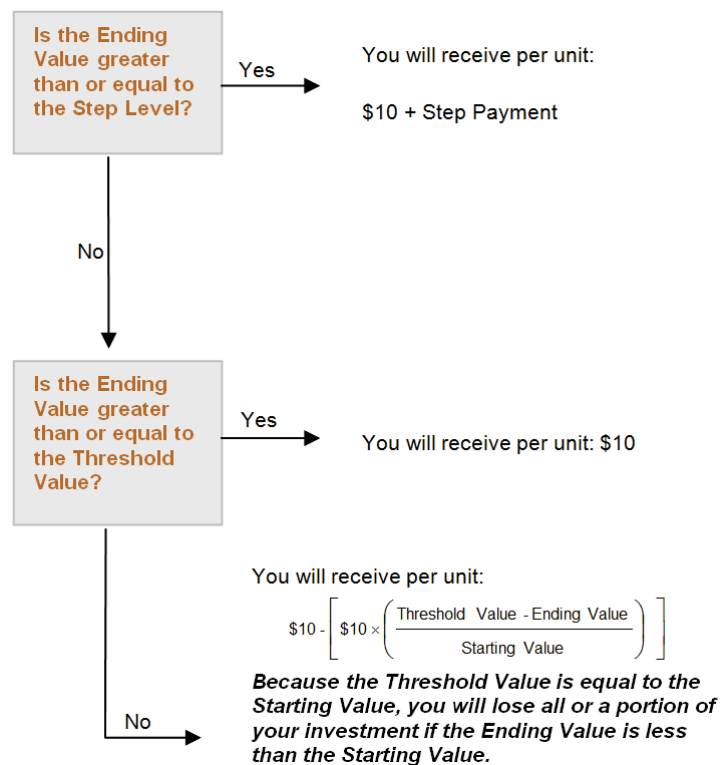 Is the Ending
Value greater
than or equal to
the Step Level?
Yes
You will receive per unit:
$10 + Step Payment
No
Is the Ending
Value greater
than or equal to
the Threshold
Value?
Yes
You will receive per unit: $10
No
You will receive per unit:
$10 - [ $10 × ( Threshold Value - Ending Value / Starting Value ) ]
Because the Threshold Value is equal to the
Starting Value, you will lose all or a portion of
your investment if the Ending Value is less
than the Starting Value.